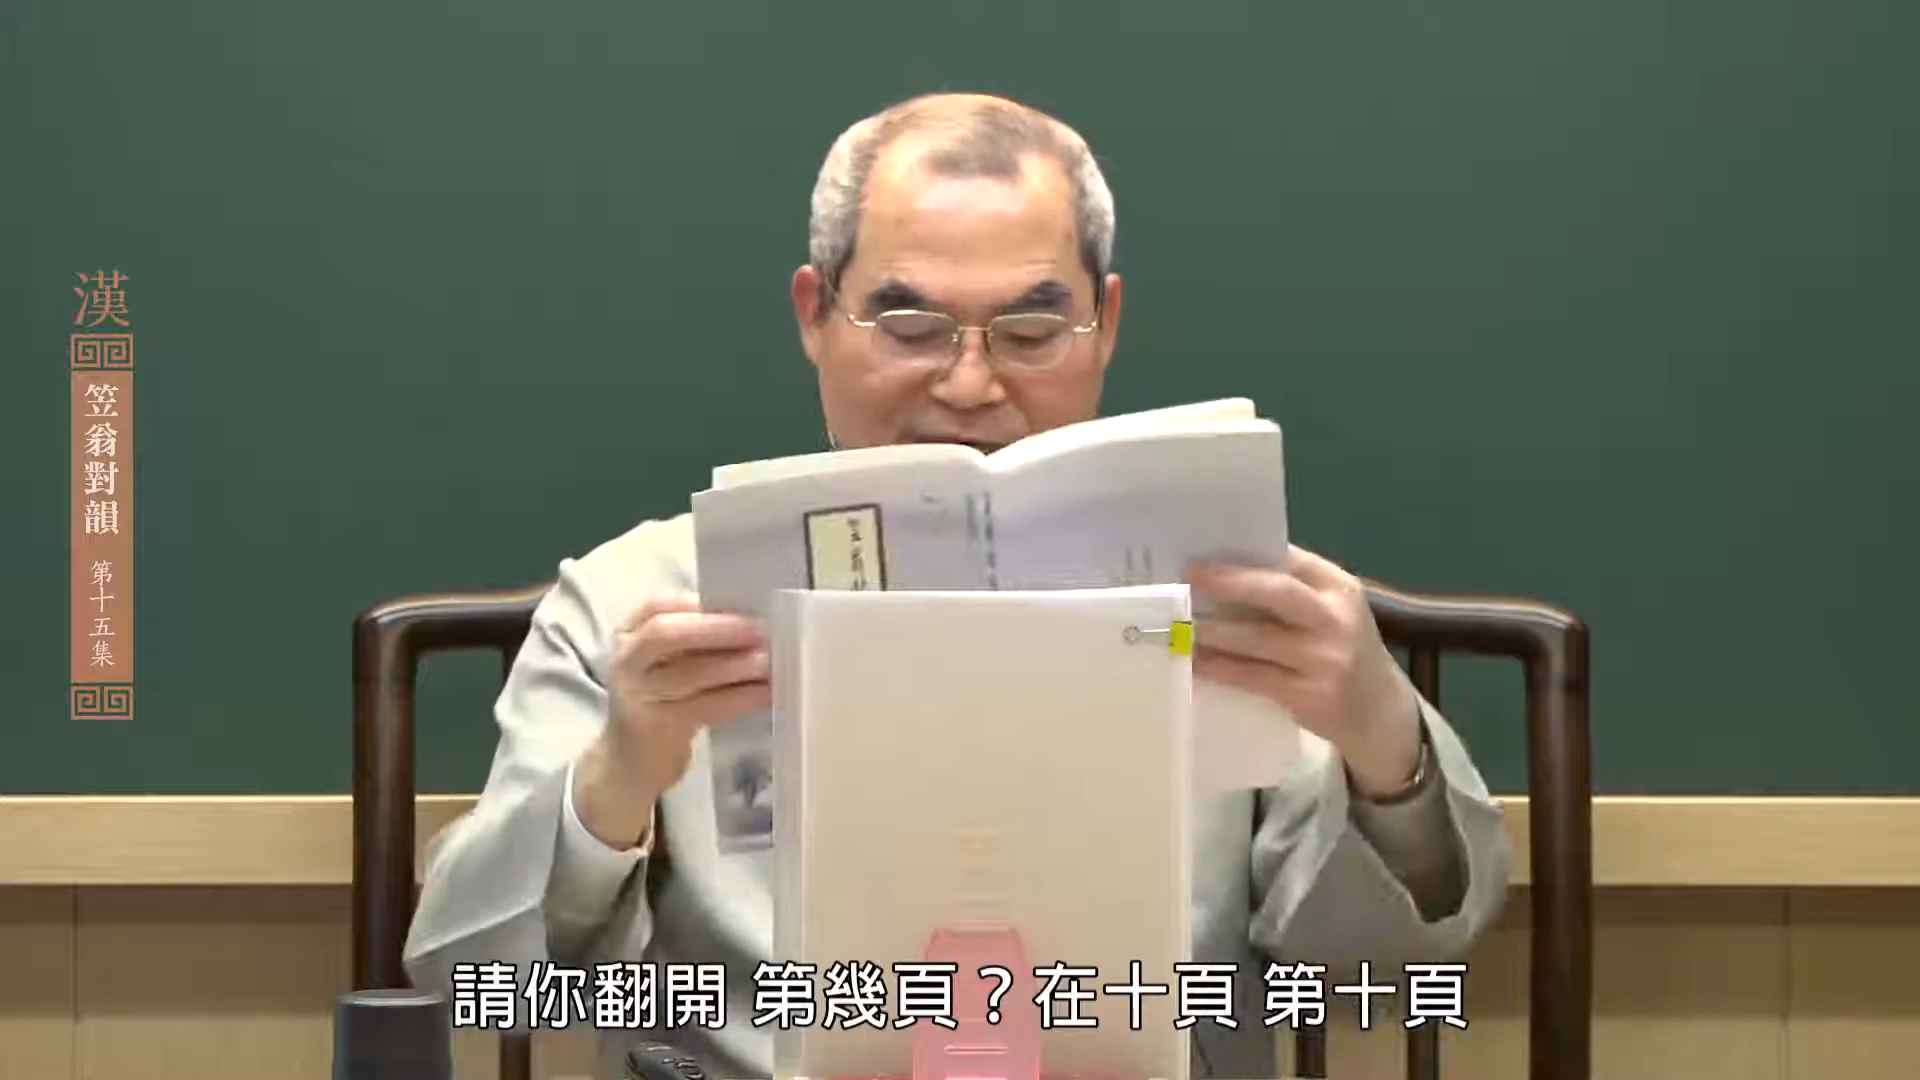 漢
笠翁對韻
第十五集
請你翻開 第幾頁？在十頁 第十頁